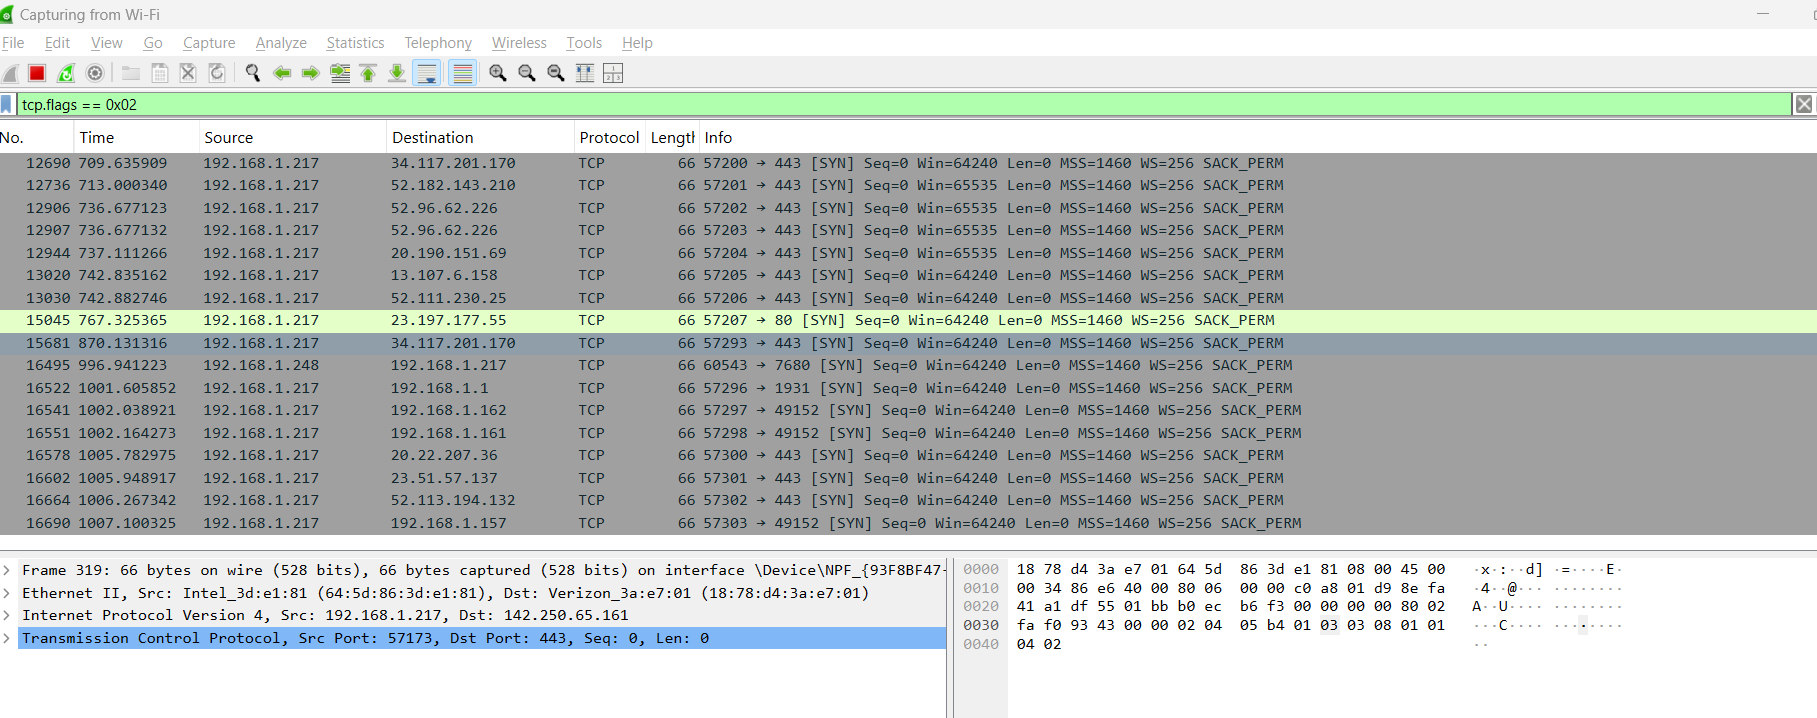 Capturing from Wi-Fi
File Edit View Go Capture Analyze Statistics Telephony Wireless Tools Help
tcp.flags == 0x02
No. Time Source Destination Protocol Length Info
12690 709.635909 192.168.1.217 34.117.201.170 TCP 66 57200 → 443 [SYN] Seq=0 Win=64240 Len=0 MSS=1460 WS=256 SACK_PERM
12736 713.000340 192.168.1.217 52.182.143.210 TCP 66 57201 → 443 [SYN] Seq=0 Win=65535 Len=0 MSS=1460 WS=256 SACK_PERM
12906 736.677123 192.168.1.217 52.96.62.226 TCP 66 57202 → 443 [SYN] Seq=0 Win=65535 Len=0 MSS=1460 WS=256 SACK_PERM
12907 736.677132 192.168.1.217 52.96.62.226 TCP 66 57203 → 443 [SYN] Seq=0 Win=65535 Len=0 MSS=1460 WS=256 SACK_PERM
12944 737.111266 192.168.1.217 20.190.151.69 TCP 66 57204 → 443 [SYN] Seq=0 Win=65535 Len=0 MSS=1460 WS=256 SACK_PERM
13020 742.835162 192.168.1.217 13.107.6.158 TCP 66 57205 → 443 [SYN] Seq=0 Win=64240 Len=0 MSS=1460 WS=256 SACK_PERM
13030 742.882746 192.168.1.217 52.111.230.25 TCP 66 57206 → 443 [SYN] Seq=0 Win=64240 Len=0 MSS=1460 WS=256 SACK_PERM
15045 767.325365 192.168.1.217 23.197.177.55 TCP 66 57207 → 80 [SYN] Seq=0 Win=64240 Len=0 MSS=1460 WS=256 SACK_PERM
15681 870.131316 192.168.1.217 34.117.201.170 TCP 66 57293 → 443 [SYN] Seq=0 Win=64240 Len=0 MSS=1460 WS=256 SACK_PERM
16495 996.941223 192.168.1.248 192.168.1.217 TCP 66 60543 → 7680 [SYN] Seq=0 Win=64240 Len=0 MSS=1460 WS=256 SACK_PERM
16522 1001.605852 192.168.1.217 192.168.1.1 TCP 66 57296 → 1931 [SYN] Seq=0 Win=64240 Len=0 MSS=1460 WS=256 SACK_PERM
16541 1002.038921 192.168.1.217 192.168.1.162 TCP 66 57297 → 49152 [SYN] Seq=0 Win=64240 Len=0 MSS=1460 WS=256 SACK_PERM
16551 1002.164273 192.168.1.217 192.168.1.161 TCP 66 57298 → 49152 [SYN] Seq=0 Win=64240 Len=0 MSS=1460 WS=256 SACK_PERM
16578 1005.782975 192.168.1.217 20.22.207.36 TCP 66 57300 → 443 [SYN] Seq=0 Win=64240 Len=0 MSS=1460 WS=256 SACK_PERM
16602 1005.948917 192.168.1.217 23.51.57.137 TCP 66 57301 → 443 [SYN] Seq=0 Win=64240 Len=0 MSS=1460 WS=256 SACK_PERM
16664 1006.267342 192.168.1.217 52.113.194.132 TCP 66 57302 → 443 [SYN] Seq=0 Win=64240 Len=0 MSS=1460 WS=256 SACK_PERM
16690 1007.100325 192.168.1.217 192.168.1.157 TCP 66 57303 → 49152 [SYN] Seq=0 Win=64240 Len=0 MSS=1460 WS=256 SACK_PERM
Frame 319: 66 bytes on wire (528 bits), 66 bytes captured (528 bits) on interface \Device\NPF_{93F8BF47-
Ethernet II, Src: Intel_3d:e1:81 (64:5d:86:3d:e1:81), Dst: Verizon_3a:e7:01 (18:78:d4:3a:e7:01)
Internet Protocol Version 4, Src: 192.168.1.217, Dst: 142.250.65.161
Transmission Control Protocol, Src Port: 57173, Dst Port: 443, Seq: 0, Len: 0
0000 18 78 d4 3a e7 01 64 5d 86 3d e1 81 08 00 45 00 ·x·:··d] ·=····E·
0010 00 34 86 e6 40 00 80 06 00 00 c0 a8 01 d9 8e fa ·4··@··· ········
0020 41 a1 df 55 01 bb b0 ec b6 f3 00 00 00 00 80 02 A··U···· ········
0030 fa f0 93 43 00 00 02 04 05 b4 01 03 03 08 01 01 ···C···· ········
0040 04 02 ··